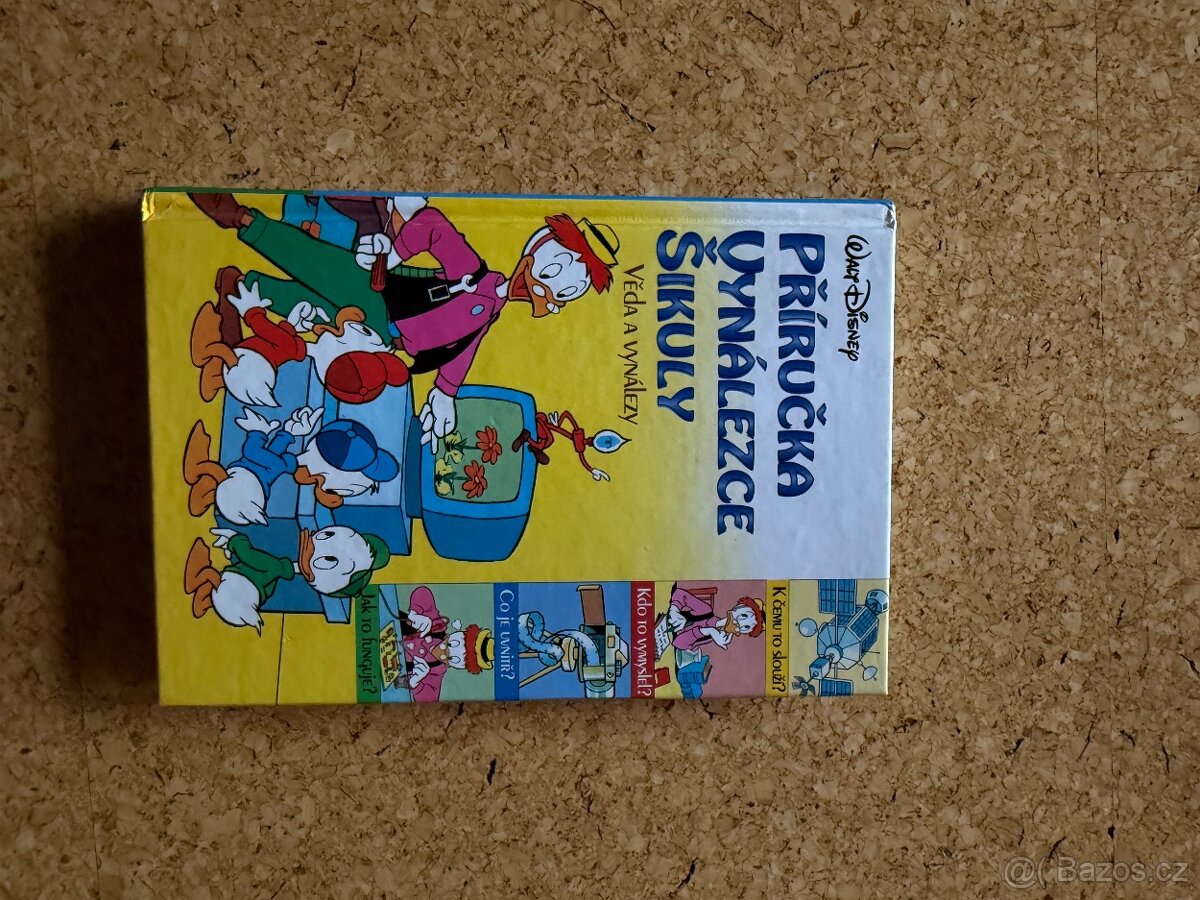 WALT DISNEY
PŘÍRUČKA
VYNÁLEZCE
ŠIKULY
VĚDA A VYNÁLEZY
K ČEMU TO SLOUŽÍ?
KDO TO VYMYSLEL?
CO JE UVNITŘ?
JAK TO FUNGUJE?
@( Bazos.cz